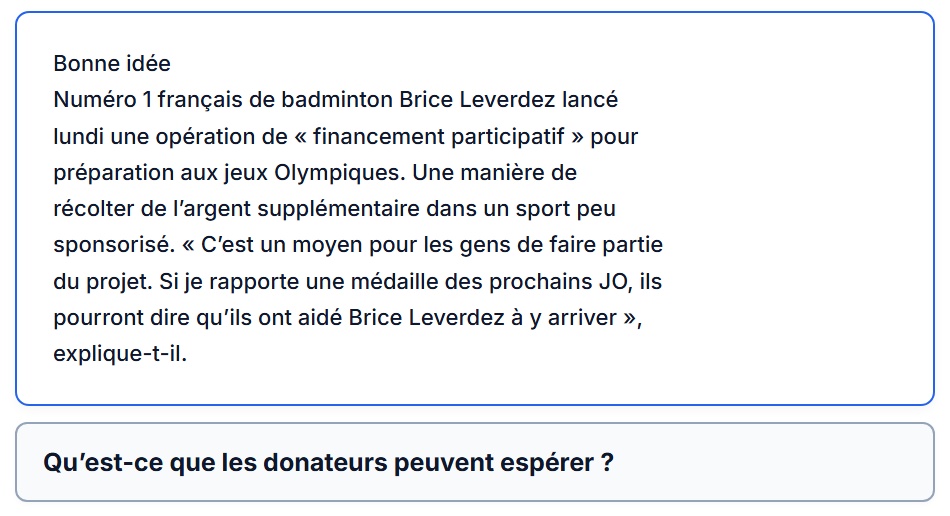 Bonne idée
Numéro 1 français de badminton Brice Leverdez lancé
lundi une opération de « financement participatif » pour
préparation aux jeux Olympiques. Une manière de
récolter de l’argent supplémentaire dans un sport peu
sponsorisé. « C’est un moyen pour les gens de faire partie
du projet. Si je rapporte une médaille des prochains JO, ils
pourront dire qu’ils ont aidé Brice Leverdez à y arriver »,
explique-t-il.
Qu’est-ce que les donateurs peuvent espérer ?